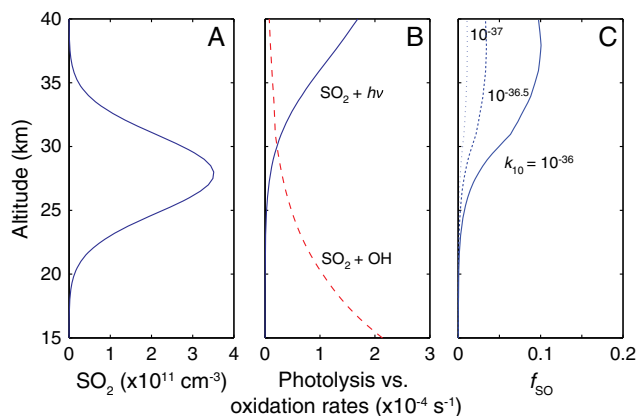 A
B
C
40
35
30
25
20
15
Altitude (km)
SO₂ + hν
SO₂ + OH
10⁻³⁷
10⁻³⁶·⁵
k₁₀ = 10⁻³⁶
0 1 2 3 4
0 1 2 3
0 0.1 0.2
SO₂ (x10¹¹ cm⁻³)
Photolysis vs.
oxidation rates (x10⁻⁴ s⁻¹)
fSO